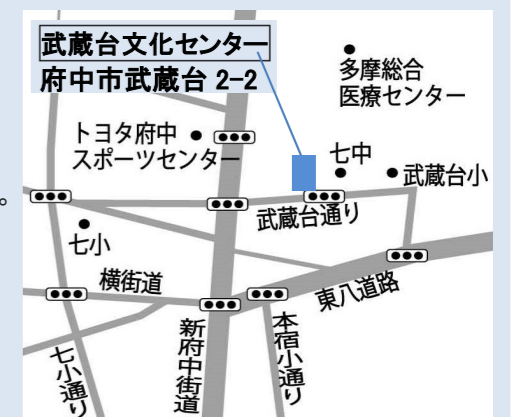 武蔵台文化センター
府中市武蔵台 2-2
多摩総合
医療センター
トヨタ府中
スポーツセンター
七中
武蔵台小
。
武蔵台通り
七小
横街道
東八道路
新府中街道
本宿小通り
七小通り